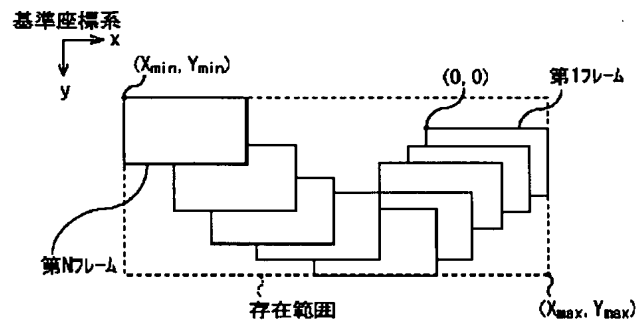 基準座標系
x
y
(Xmin, Ymin)
(0, 0)
第1フレーム
第Nフレーム
存在範囲
(Xmax, Ymax)